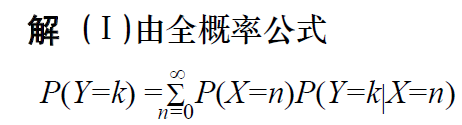 解 (Ⅰ)由全概率公式
P(Y=k) =∑_{n=0}^{∞}P(X=n)P(Y=k|X=n)